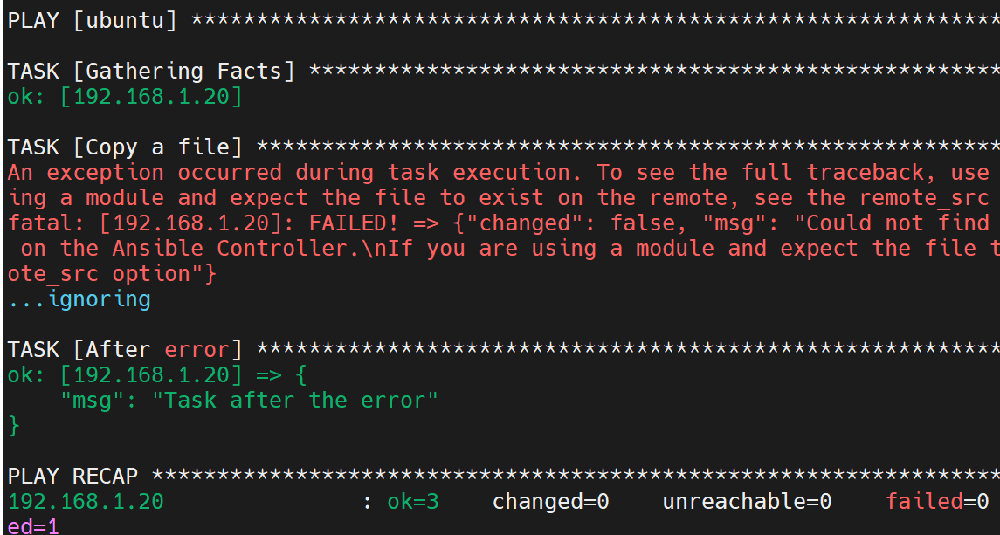 PLAY [ubuntu] **************************************************************
TASK [Gathering Facts] *****************************************************
ok: [192.168.1.20]
TASK [Copy a file] *********************************************************
An exception occurred during task execution. To see the full traceback, use
ing a module and expect the file to exist on the remote, see the remote_src
fatal: [192.168.1.20]: FAILED! => {"changed": false, "msg": "Could not find
on the Ansible Controller.\nIf you are using a module and expect the file t
ote_src option"}
...ignoring
TASK [After error] *********************************************************
ok: [192.168.1.20] => {
"msg": "Task after the error"
}
PLAY RECAP *****************************************************************
192.168.1.20 : ok=3 changed=0 unreachable=0 failed=0
ed=1